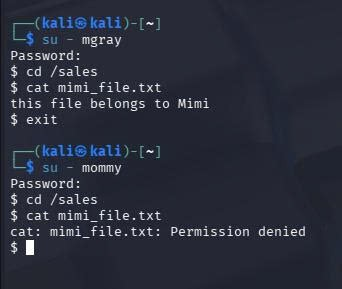 ┌──(kali㉿kali)-[~]
└─$ su - mgray
Password:
$ cd /sales
$ cat mimi_file.txt
this file belongs to Mimi
$ exit
┌──(kali㉿kali)-[~]
└─$ su - mommy
Password:
$ cd /sales
$ cat mimi_file.txt
cat: mimi_file.txt: Permission denied
$